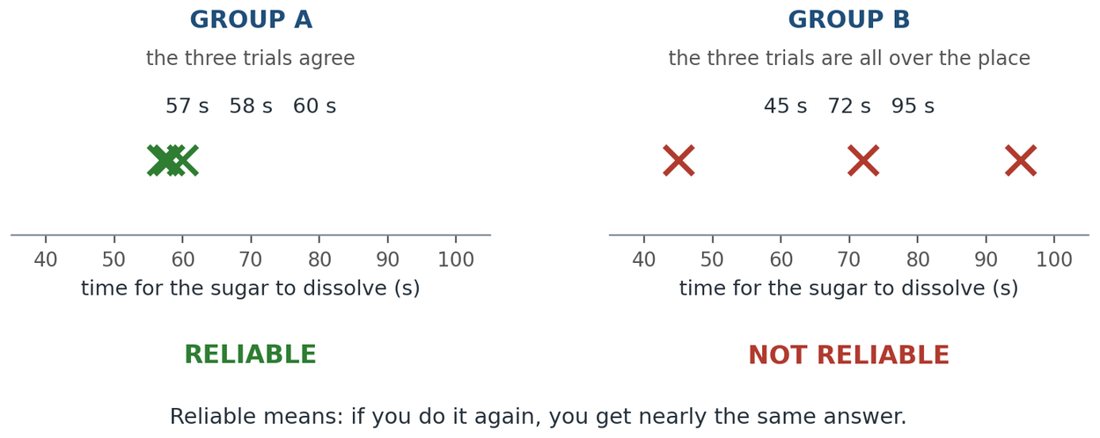 GROUP A
the three trials agree
57 s 58 s 60 s
40 50 60 70 80 90 100
time for the sugar to dissolve (s)
RELIABLE
GROUP B
the three trials are all over the place
45 s 72 s 95 s
40 50 60 70 80 90 100
time for the sugar to dissolve (s)
NOT RELIABLE
Reliable means: if you do it again, you get nearly the same answer.